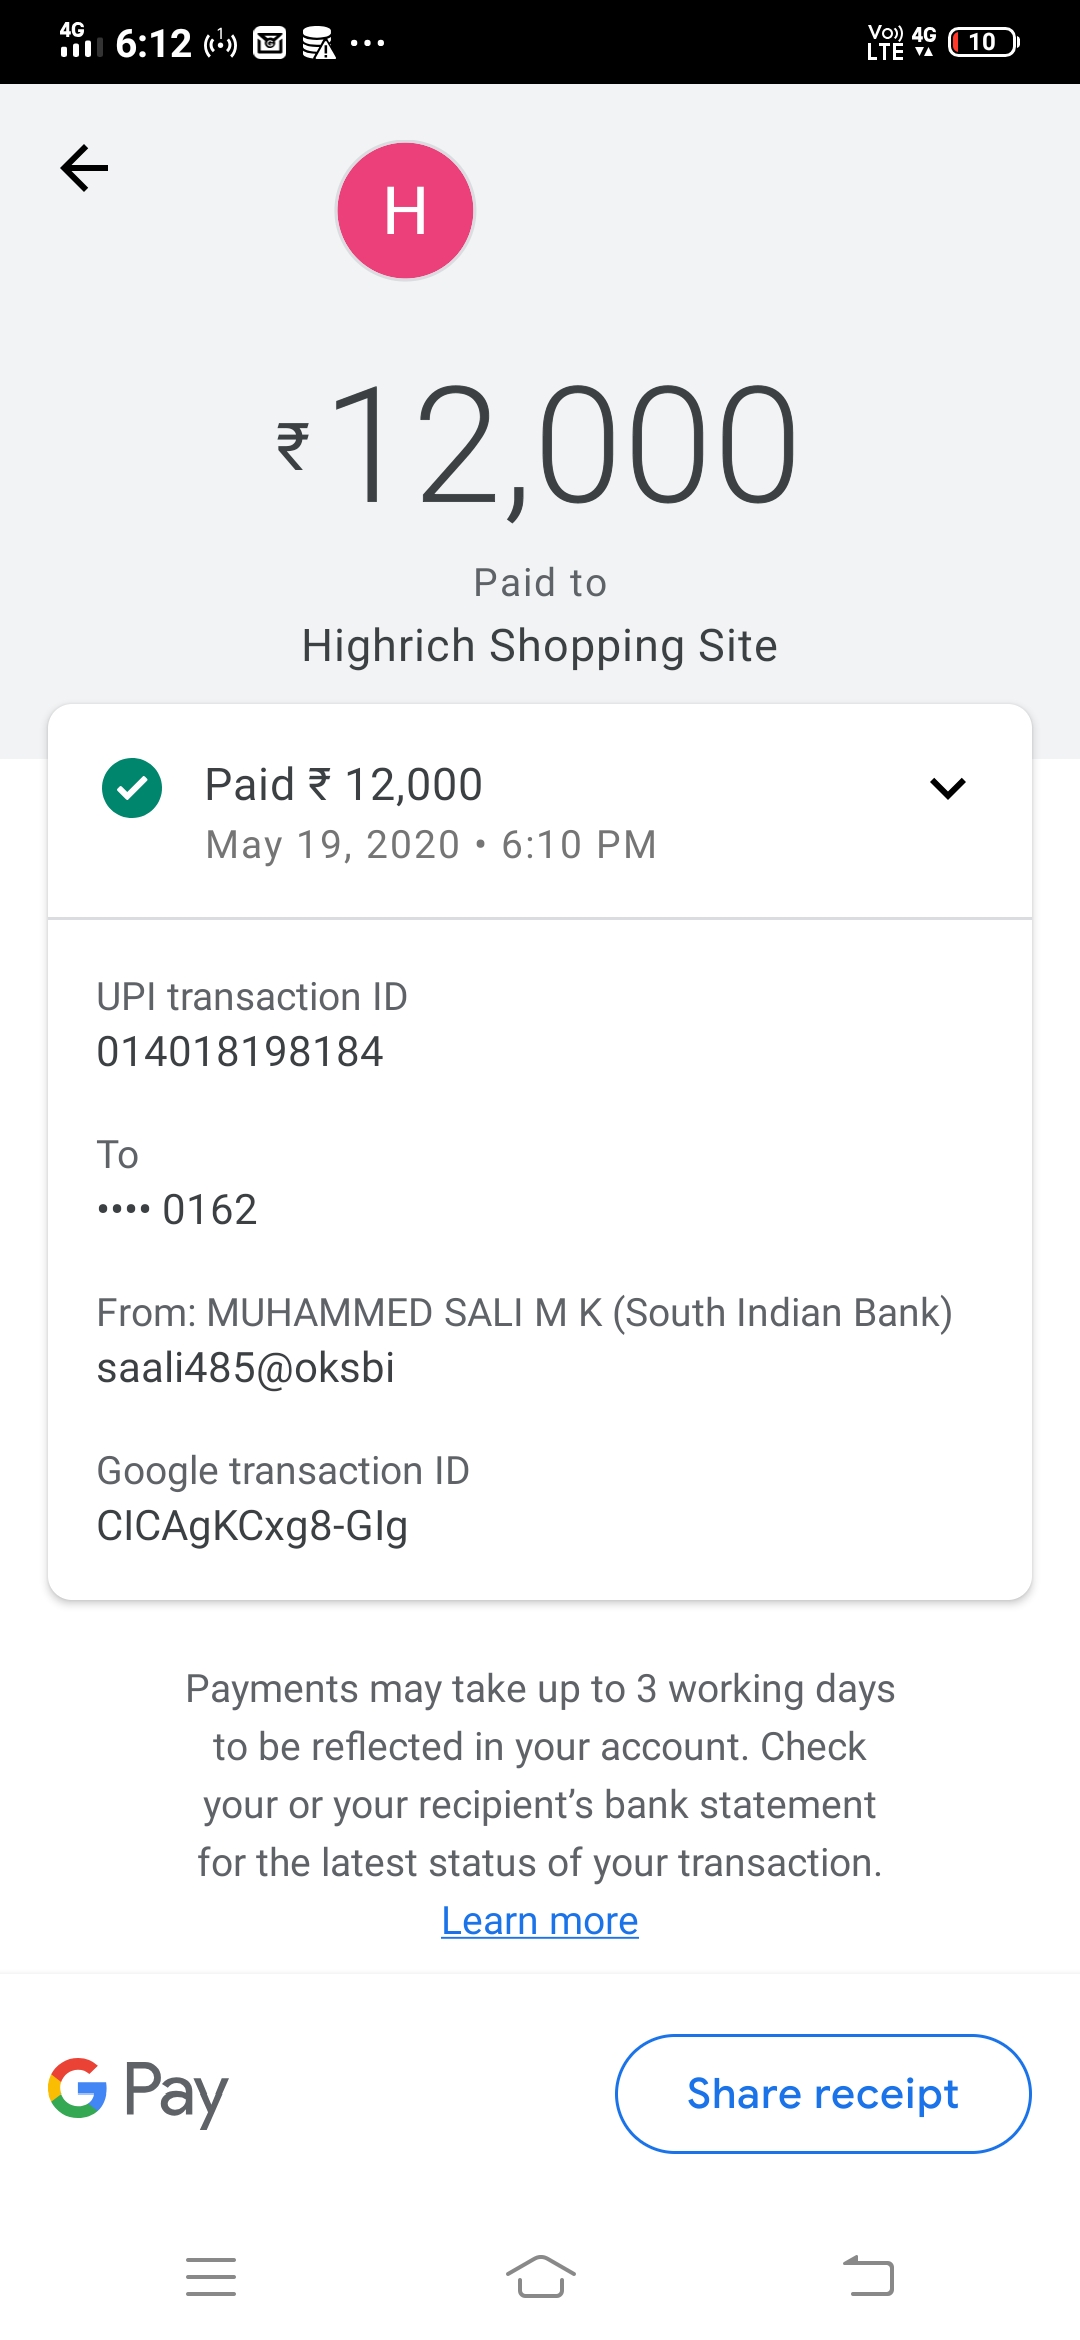 4G 6:12 1 Vo)) LTE 4G 10
H
₹12,000
Paid to
Highrich Shopping Site
Paid ₹ 12,000
May 19, 2020 • 6:10 PM
UPI transaction ID
014018198184
To
•••• 0162
From: MUHAMMED SALI M K (South Indian Bank)
saali485@oksbi
Google transaction ID
CICAgKCxg8-GIg
Payments may take up to 3 working days
to be reflected in your account. Check
your or your recipient’s bank statement
for the latest status of your transaction.
Learn more
G Pay
Share receipt